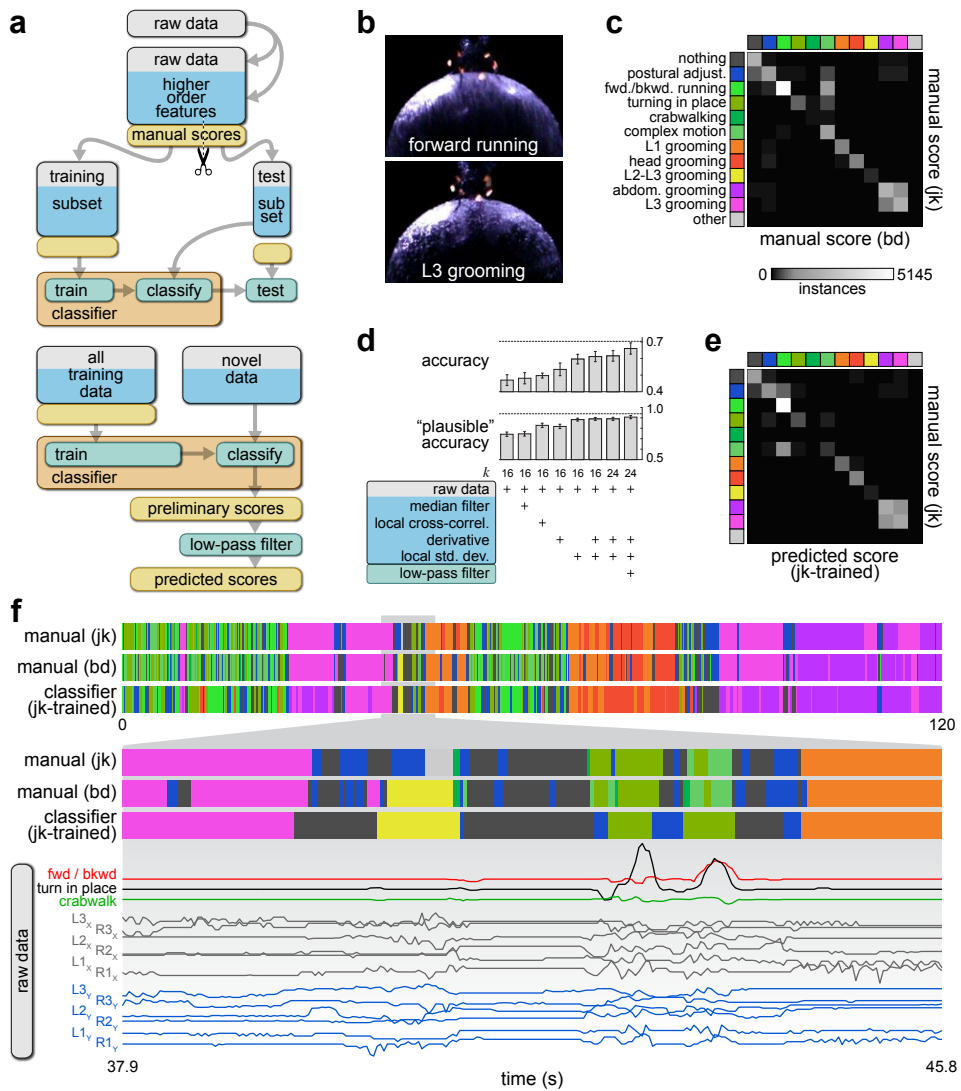 a
raw data
raw data
higher
order
features
manual scores
training
subset
test
sub
set
train
classify
test
classifier
all
training
data
novel
data
train
classify
classifier
preliminary scores
low-pass filter
predicted scores
b
forward running
L3 grooming
c
nothing
postural adjust.
fwd./bkwd. running
turning in place
crabwalking
complex motion
L1 grooming
head grooming
L2-L3 grooming
abdom. grooming
L3 grooming
other
manual score (jk)
manual score (bd)
0 5145
instances
d
accuracy
0.7
0.4
"plausible"
accuracy
1.0
0.5
k 16 16 16 16 16 16 24 24
raw data + + + + + + + +
median filter +
local cross-correl. +
derivative + + + +
local std. dev. + + + +
low-pass filter +
e
manual score (jk)
predicted score
(jk-trained)
f
manual (jk)
manual (bd)
classifier
(jk-trained)
0 120
manual (jk)
manual (bd)
classifier
(jk-trained)
raw data
fwd / bkwd
turn in place
crabwalk
L3X
R3X
L2X
R2X
L1X
R1X
L3Y
R3Y
L2Y
R2Y
L1Y
R1Y
37.9 45.8
time (s)